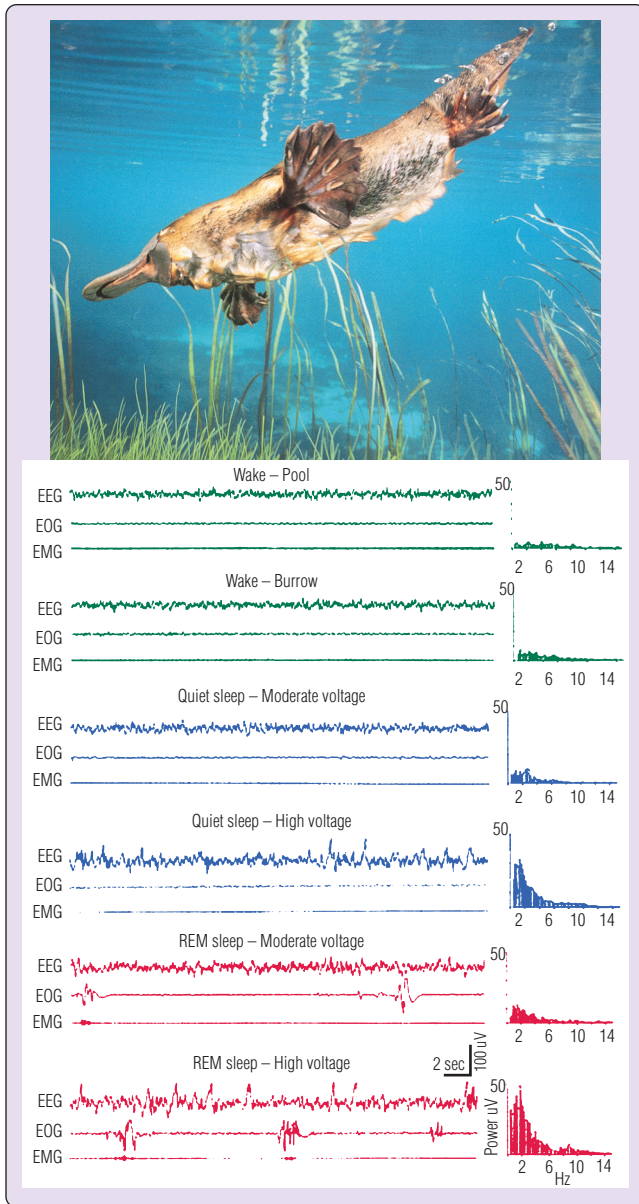 Wake – Pool
EEG
EOG
EMG
50
2 6 10 14
Wake – Burrow
EEG
EOG
EMG
50
2 6 10 14
Quiet sleep – Moderate voltage
EEG
EOG
EMG
50
2 6 10 14
Quiet sleep – High voltage
EEG
EOG
EMG
50
2 6 10 14
REM sleep – Moderate voltage
EEG
EOG
EMG
50
2 6 10 14
REM sleep – High voltage
2 sec
100 uV
EEG
EOG
EMG
50
Power uV
2 6 10 14
Hz